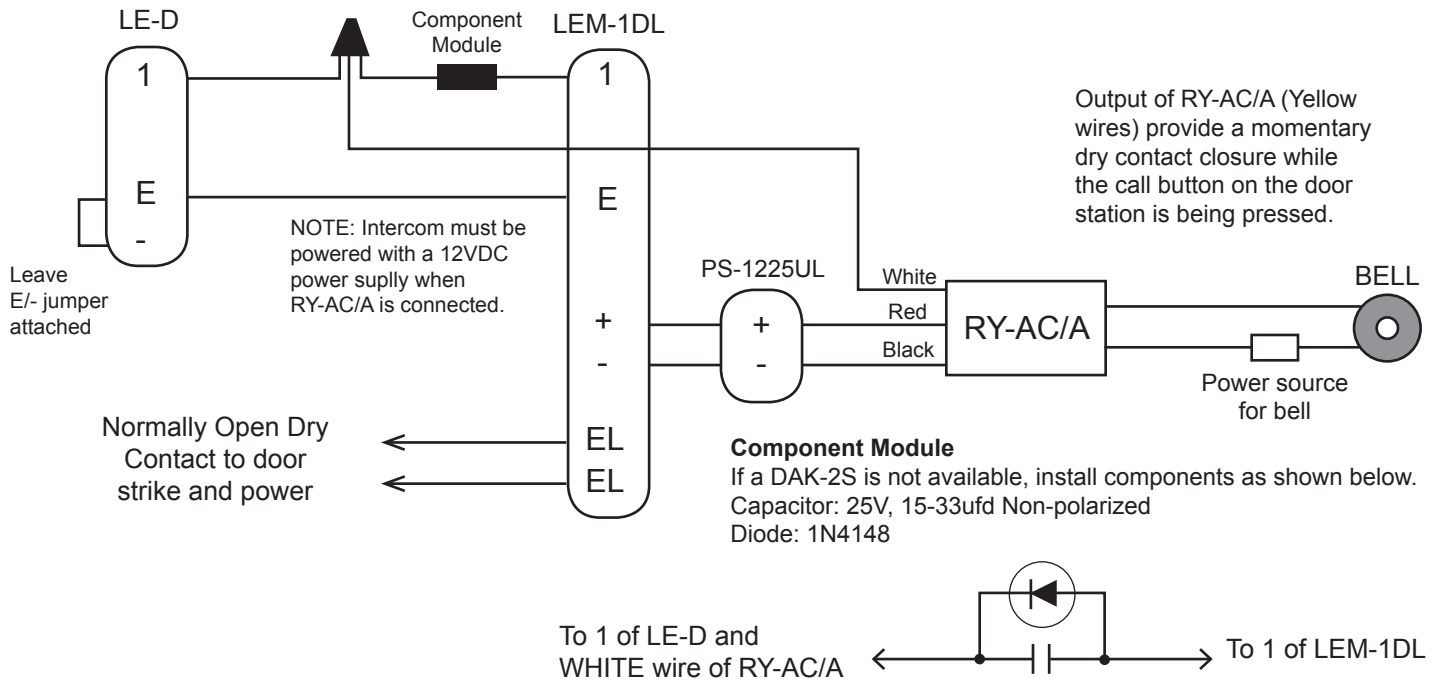 LE-D
Component
Module
LEM-1DL
1
1
Output of RY-AC/A (Yellow
wires) provide a momentary
dry contact closure while
the call button on the door
station is being pressed.
E
-
E
Leave
E/- jumper
attached
NOTE: Intercom must be
powered with a 12VDC
power suplly when
RY-AC/A is connected.
+
-
PS-1225UL
+
-
White
Red
Black
RY-AC/A
BELL
Power source
for bell
Normally Open Dry
Contact to door
strike and power
EL
EL
Component Module
If a DAK-2S is not available, install components as shown below.
Capacitor: 25V, 15-33ufd Non-polarized
Diode: 1N4148
To 1 of LE-D and
WHITE wire of RY-AC/A
To 1 of LEM-1DL